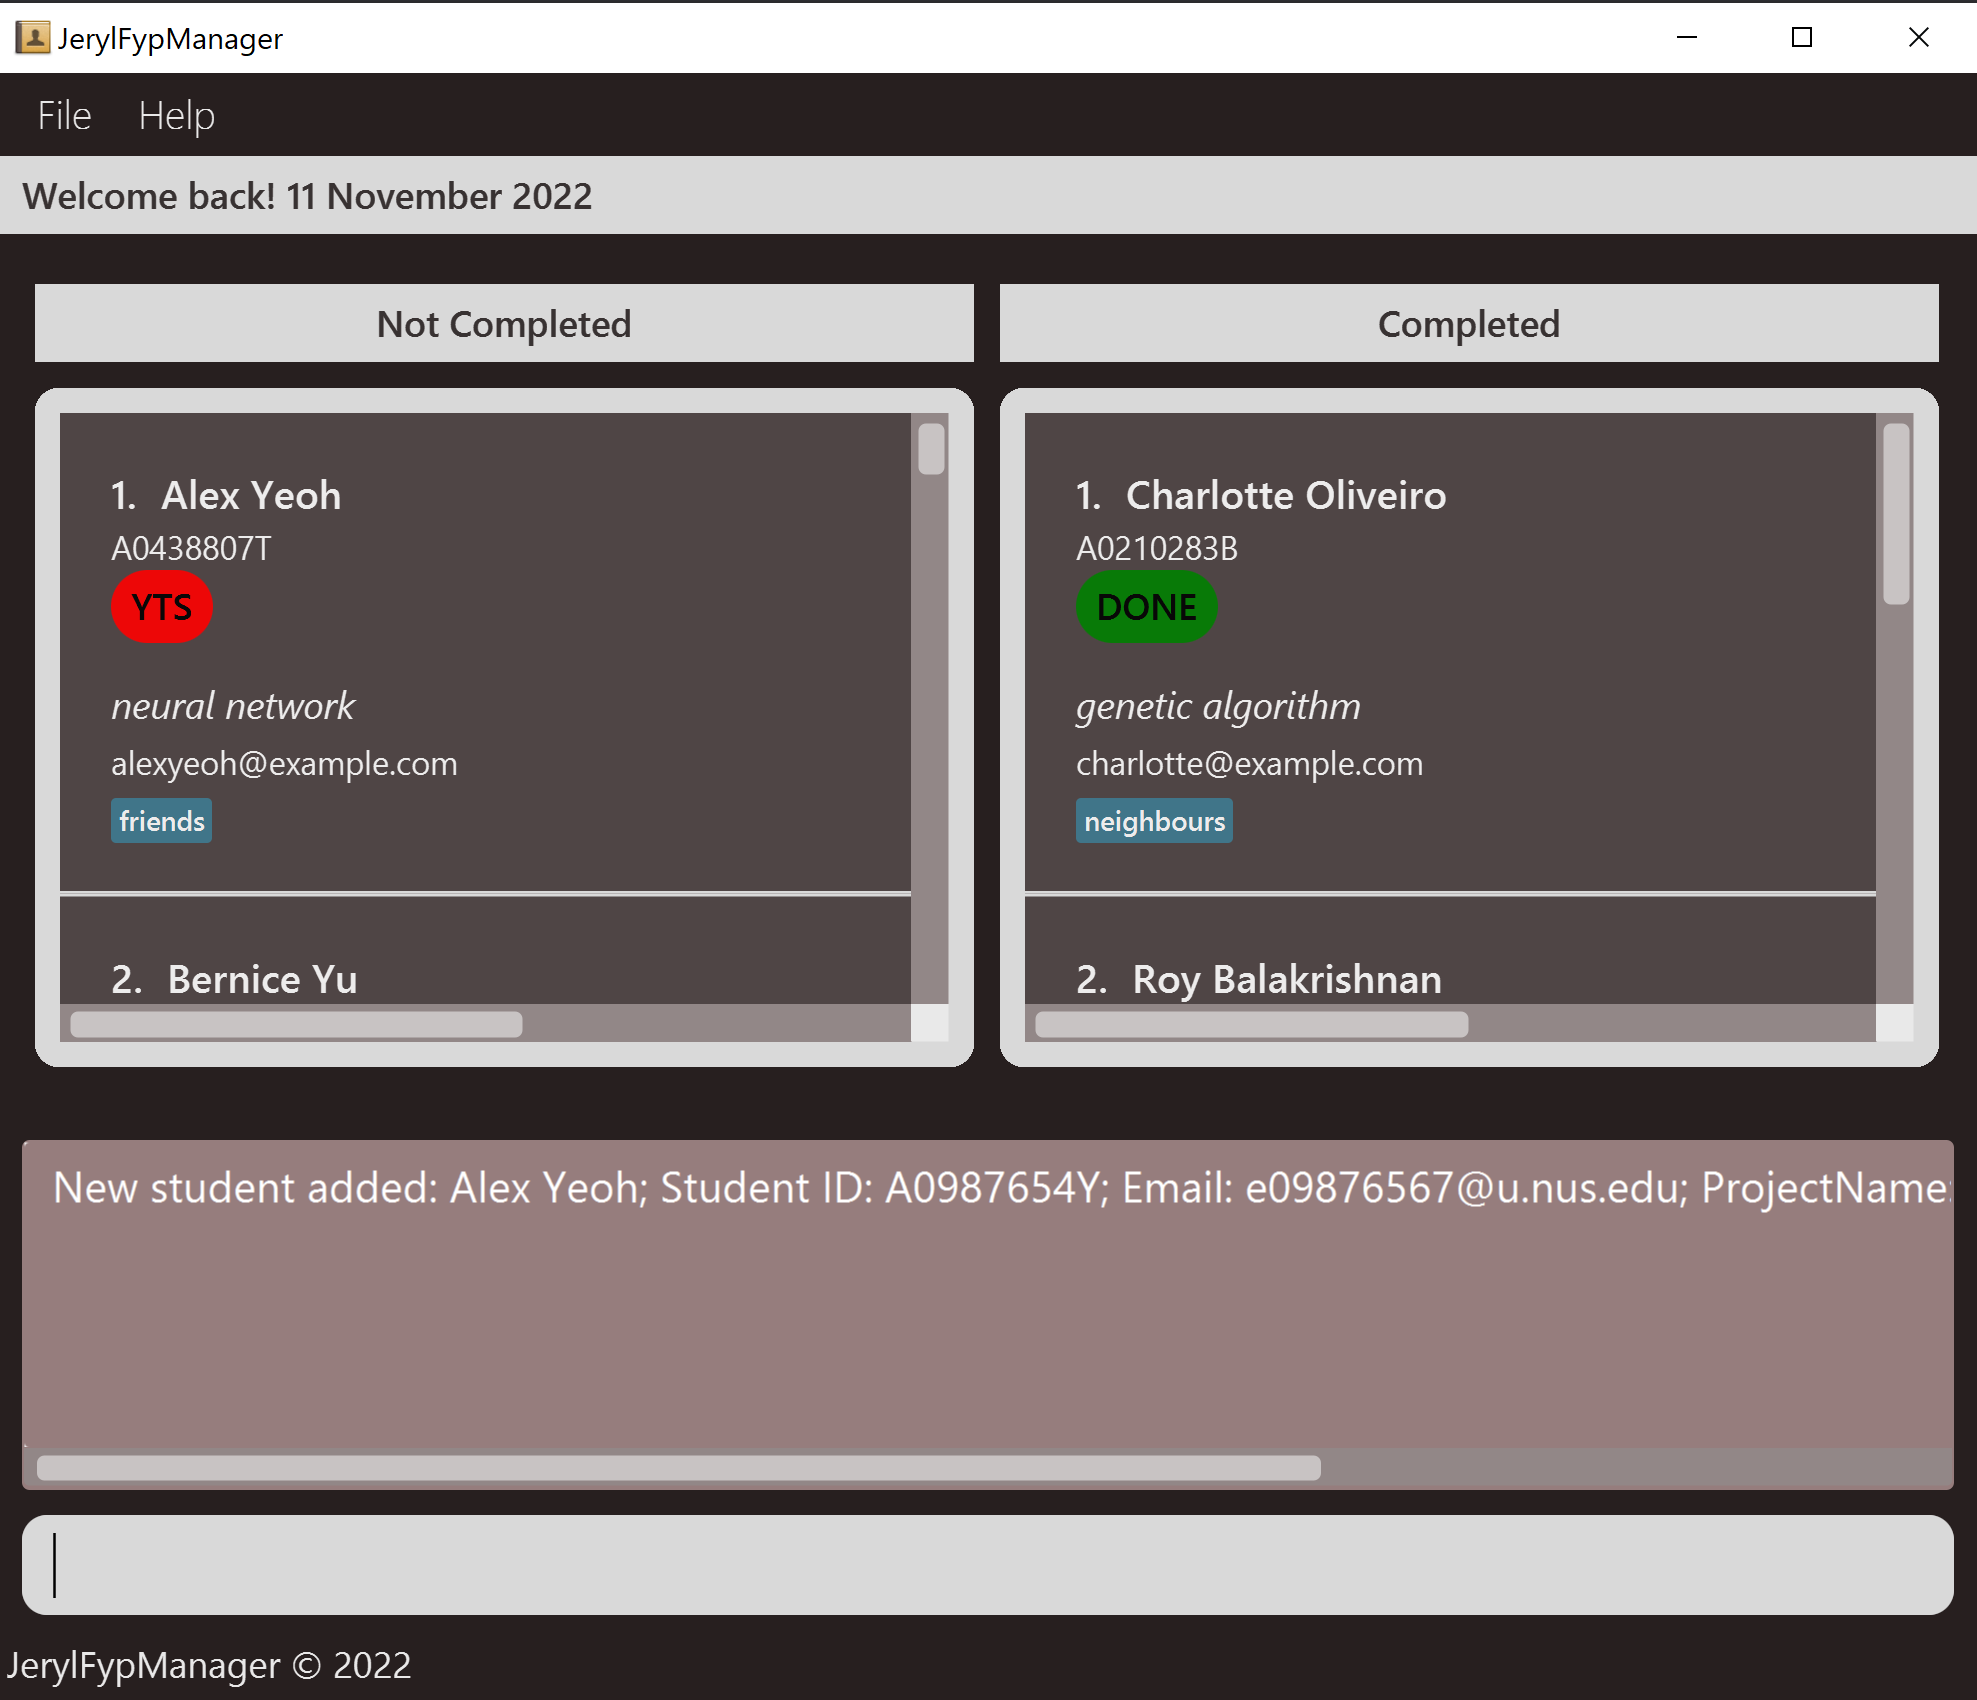 JerylFypManager
File Help
Welcome back! 11 November 2022
Not Completed
1. Alex Yeoh
A0438807T
YTS
neural network
alexyeoh@example.com
friends
2. Bernice Yu
Completed
1. Charlotte Oliveiro
A0210283B
DONE
genetic algorithm
charlotte@example.com
neighbours
2. Roy Balakrishnan
New student added: Alex Yeoh; Student ID: A0987654Y; Email: e09876567@u.nus.edu; ProjectName:
JerylFypManager © 2022